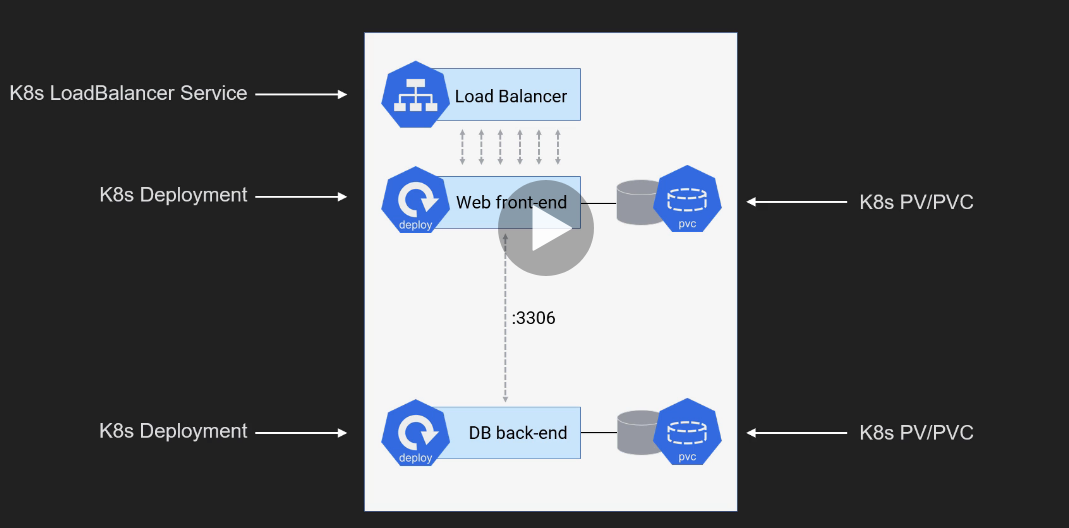 K8s LoadBalancer Service
Load Balancer
K8s Deployment
deploy
Web front-end
pvc
K8s PV/PVC
:3306
K8s Deployment
deploy
DB back-end
pvc
K8s PV/PVC